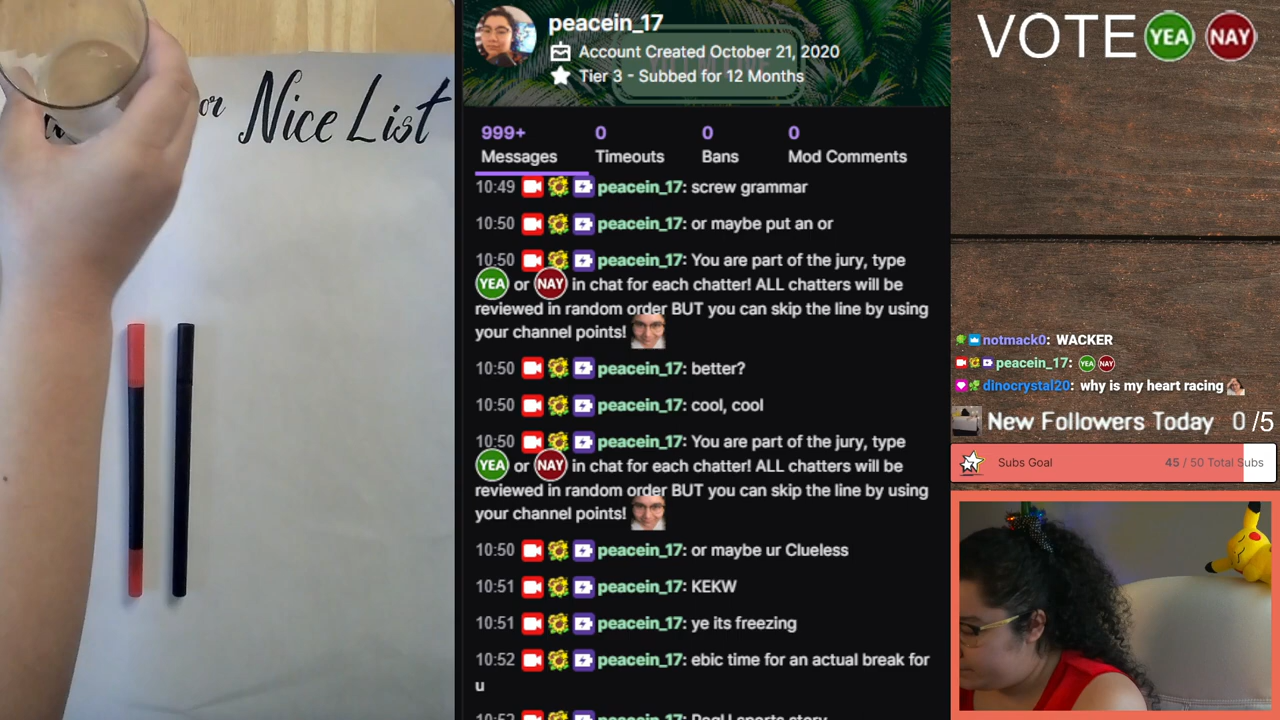 or Nice List
peacein_17
Account Created October 21, 2020
Tier 3 - Subbed for 12 Months
999+ 0 0 0
Messages Timeouts Bans Mod Comments
10:49 peacein_17: screw grammar
10:50 peacein_17: or maybe put an or
10:50 peacein_17: You are part of the jury, type
YEA or NAY in chat for each chatter! ALL chatters will be
reviewed in random order BUT you can skip the line by using
your channel points!
10:50 peacein_17: better?
10:50 peacein_17: cool, cool
10:50 peacein_17: You are part of the jury, type
YEA or NAY in chat for each chatter! ALL chatters will be
reviewed in random order BUT you can skip the line by using
your channel points!
10:50 peacein_17: or maybe ur Clueless
10:51 peacein_17: KEKW
10:51 peacein_17: ye its freezing
10:52 peacein_17: ebic time for an actual break for
u
VOTE YEA NAY
notmack0: WACKER
peacein_17: YEA NAY
dinocrystal20: why is my heart racing
New Followers Today 0 /5
Subs Goal 45 / 50 Total Subs